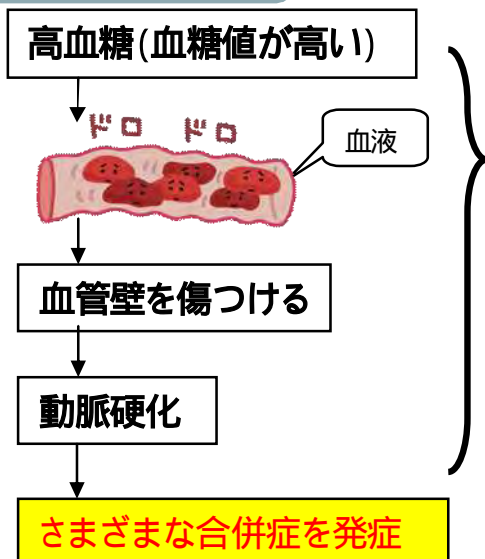 高血糖(血糖値が高い)
ドロ ドロ
血液
血管壁を傷つける
動脈硬化
さまざまな合併症を発症